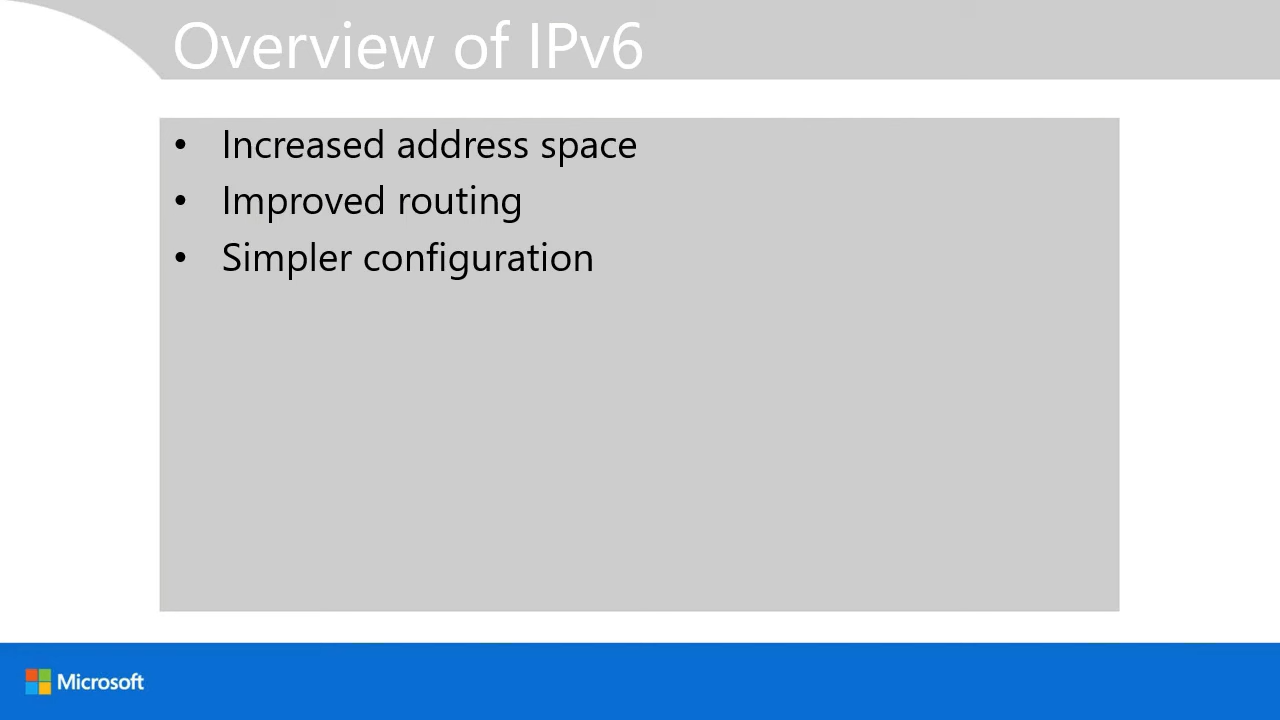 Overview of IPv6
• Increased address space
• Improved routing
• Simpler configuration
Microsoft